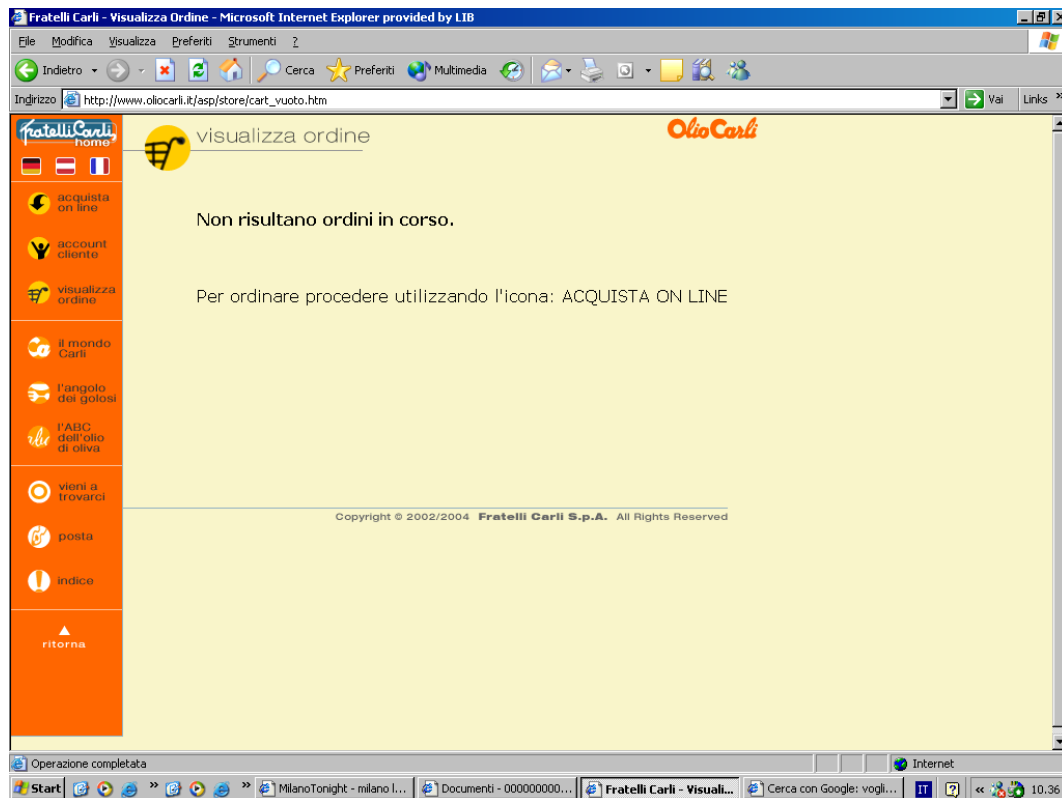 Fratelli Carli - Visualizza Ordine - Microsoft Internet Explorer provided by LIB
File Modifica Visualizza Preferiti Strumenti ?
Indietro Cerca Preferiti Multimedia
Indirizzo http://www.oliocarli.it/asp/store/cart_vuoto.htm Vai Links »
fratelli Carli
home
visualizza ordine
Olio Carli
acquista
on line
account
cliente
visualizza
ordine
il mondo
Carli
l'angolo
dei golosi
l'ABC
dell'olio
di oliva
vieni a
trovarci
posta
indice
ritorna
Non risultano ordini in corso.
Per ordinare procedere utilizzando l'icona: ACQUISTA ON LINE
Copyright © 2002/2004 Fratelli Carli S.p.A. All Rights Reserved
Operazione completata Internet
Start » » MilanoTonight - milano l... Documenti - 000000000... Fratelli Carli - Visuali... Cerca con Google: vogli... IT « 10.36